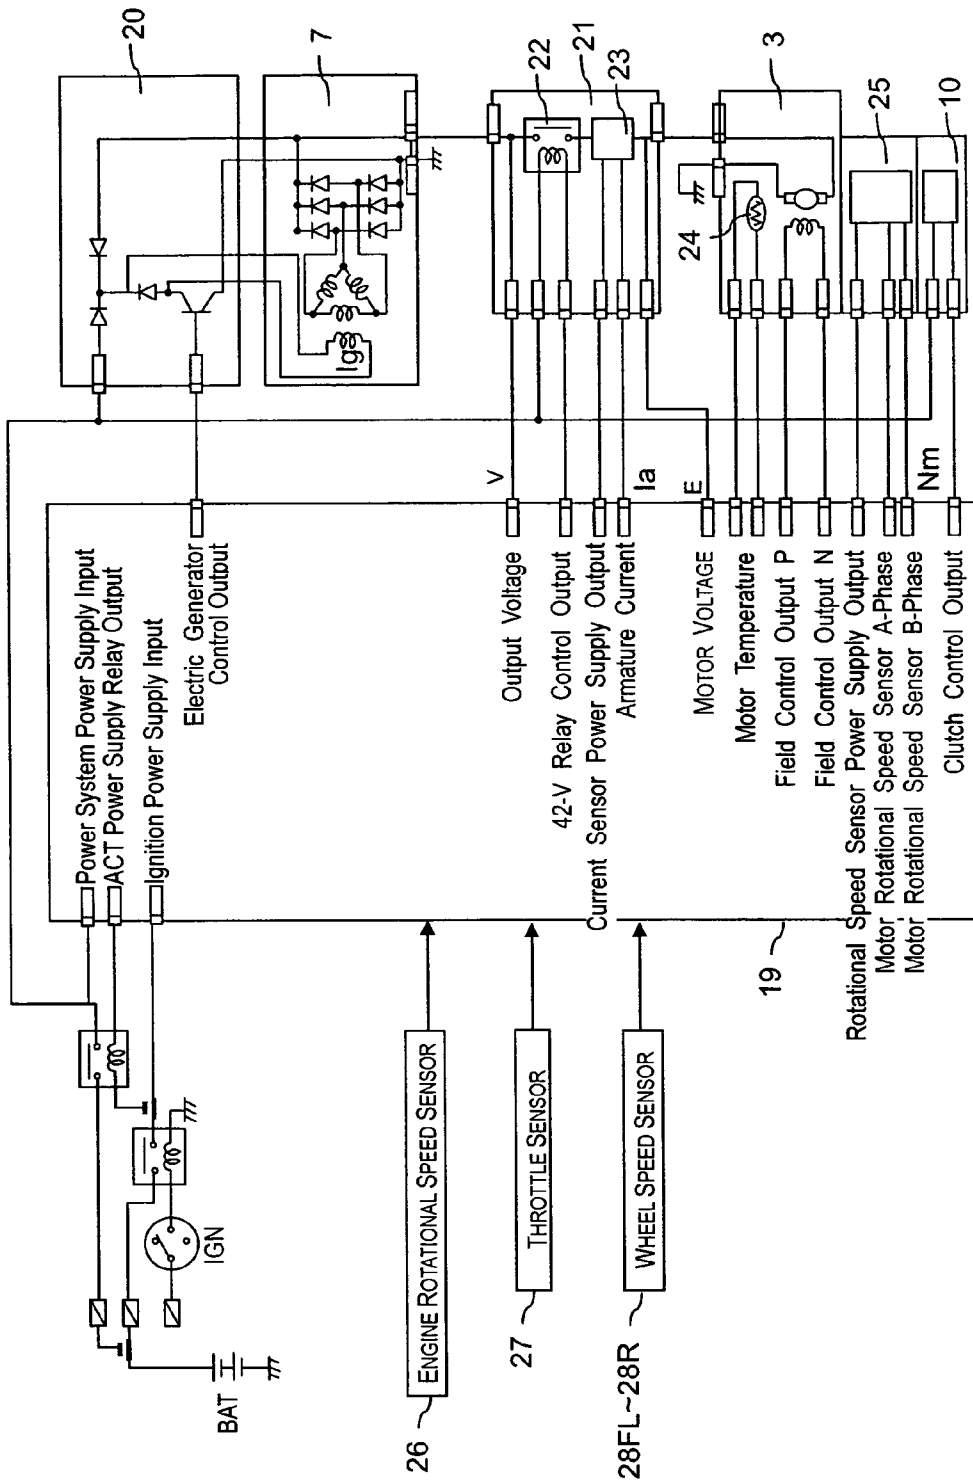 20
7
22
21
23
3
24
25
10
Ig
V
Ia
E
Nm
Power System Power Supply Input
ACT Power Supply Relay Output
Ignition Power Supply Input
Electric Generator
Control Output
Output Voltage
42-V Relay Control Output
Current Sensor Power Supply Output
Armature Current
MOTOR VOLTAGE
Motor Temperature
Field Control Output P
Field Control Output N
Rotational Speed Sensor Power Supply Output
Motor Rotational Speed Sensor A-Phase
Motor Rotational Speed Sensor B-Phase
Clutch Control Output
19
IGN
BAT
ENGINE ROTATIONAL SPEED SENSOR
26
THROTTLE SENSOR
27
WHEEL SPEED SENSOR
28FL~28R